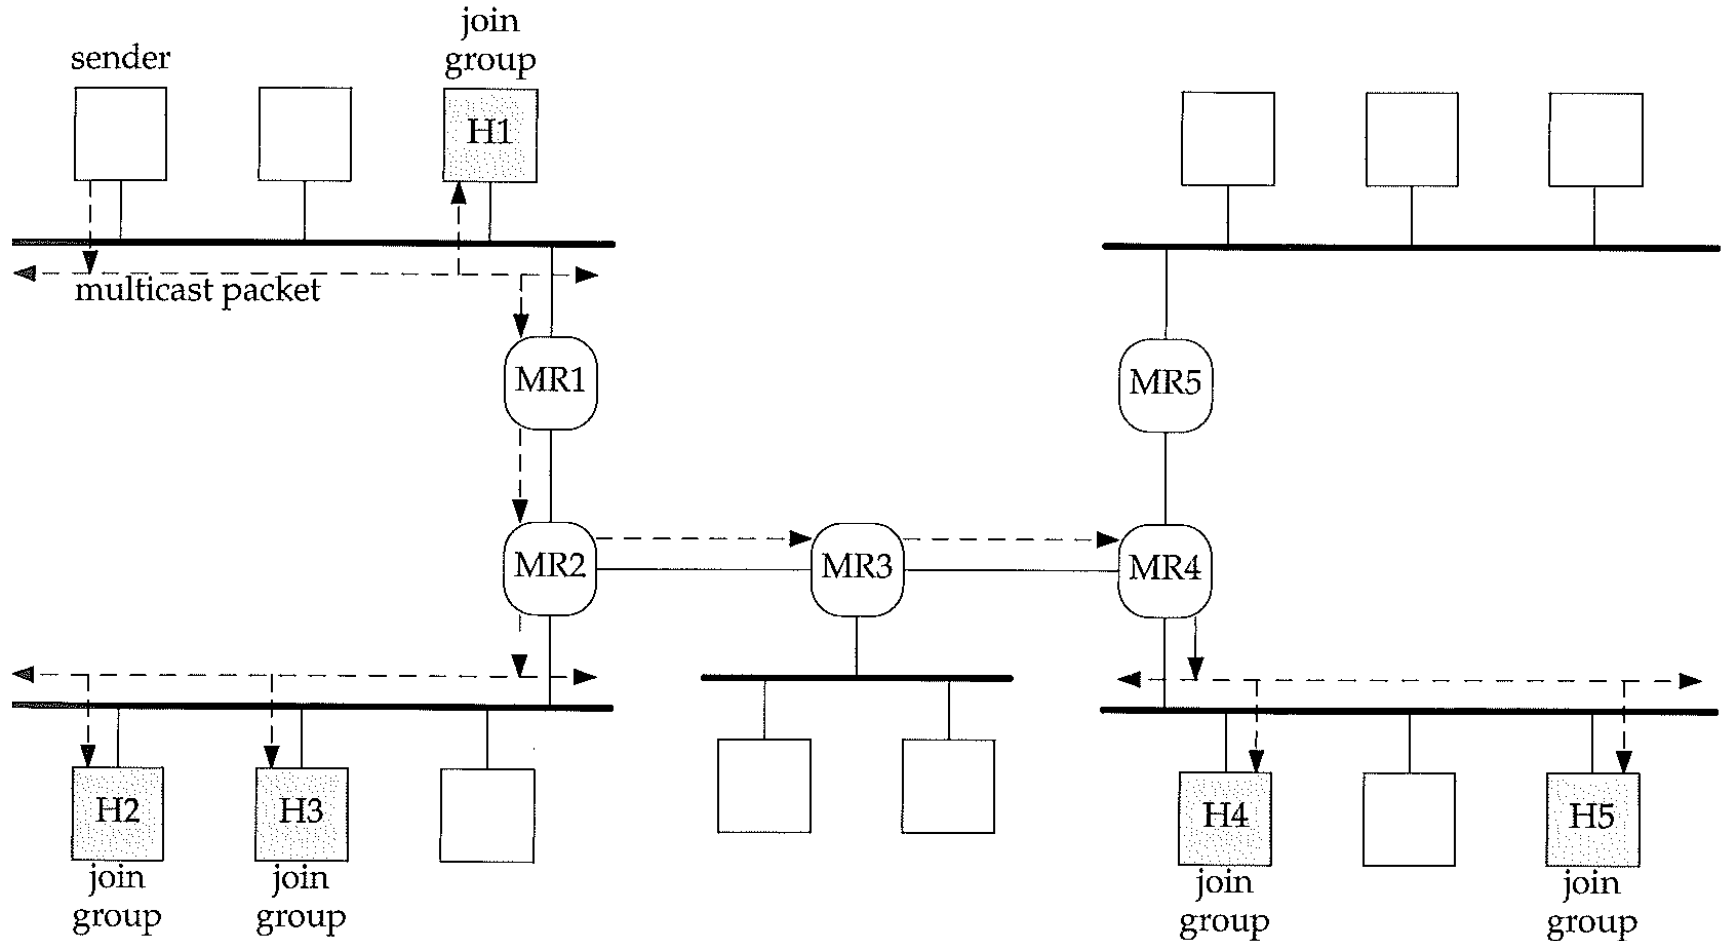 join
group
sender
H1
multicast packet
MR1
MR5
MR2
MR3
MR4
H2
H3
H4
H5
join
group
join
group
join
group
join
group